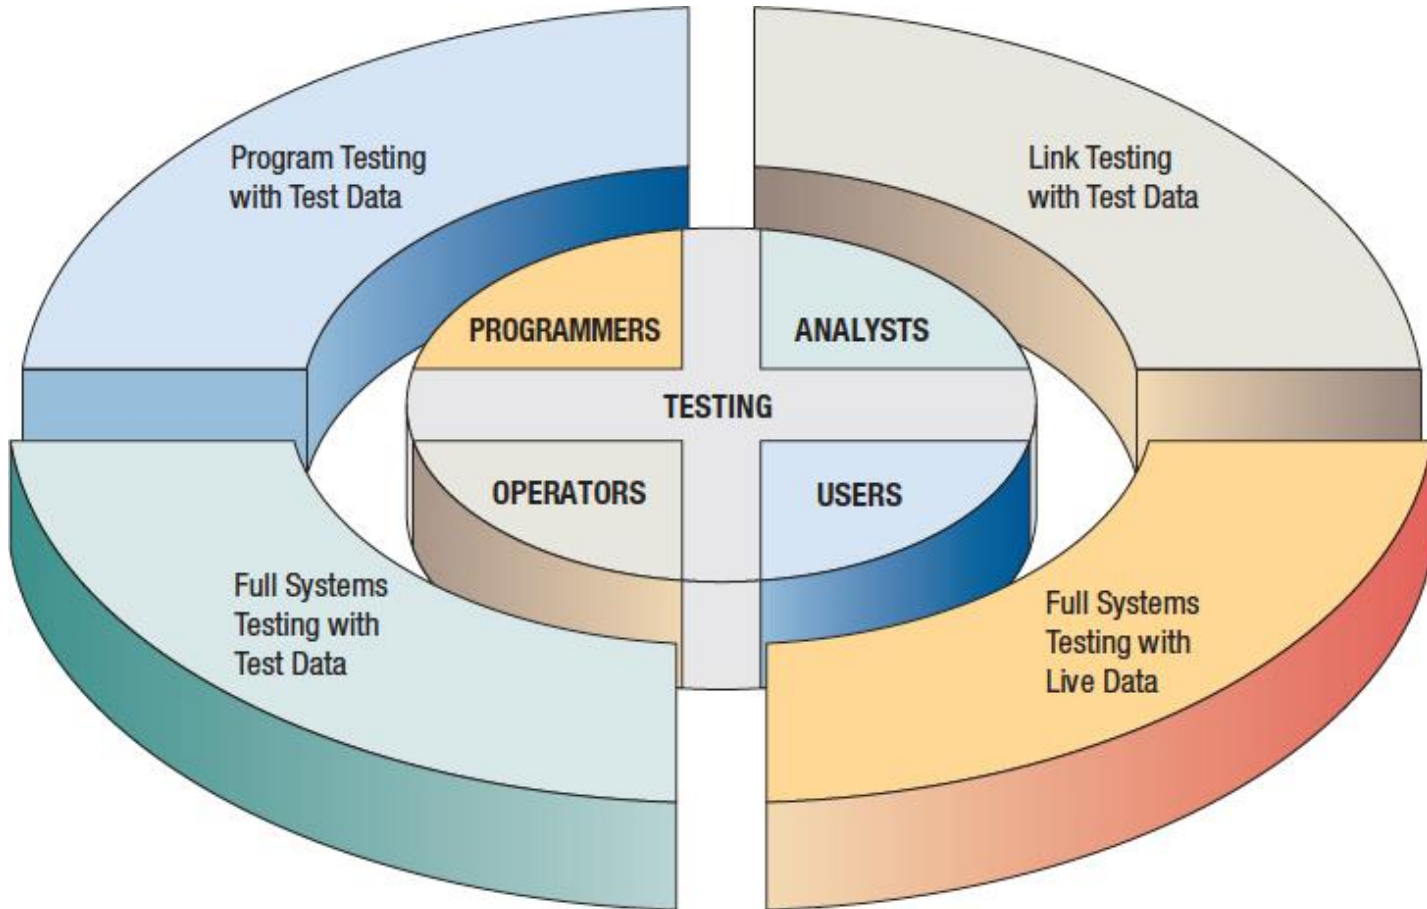 Program Testing
with Test Data
Link Testing
with Test Data
PROGRAMMERS
ANALYSTS
TESTING
OPERATORS
USERS
Full Systems
Testing with
Test Data
Full Systems
Testing with
Live Data